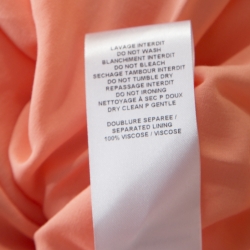 LAVAGE INTERDIT
DO NOT WASH
BLANCHIMENT INTERDIT
DO NOT BLEACH
SECHAGE TAMBOUR INTERDIT
DO NOT TUMBLE DRY
REPASSAGE INTERDIT
DO NOT IRONING
NETTOYAGE À SEC P DOUX
DRY CLEAN P GENTLE
DOUBLURE SEPAREE /
SEPARATED LINING
100% VISCOSE / VISCOSE